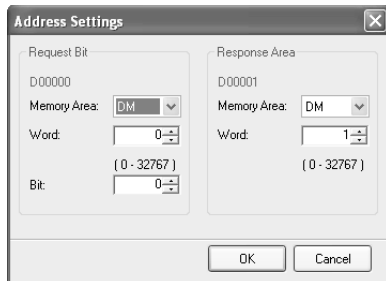 Address Settings
Request Bit
D00000
Memory Area: DM
Word: 0
( 0 - 32767 )
Bit: 0
Response Area
D00001
Memory Area: DM
Word: 1
( 0 - 32767 )
OK Cancel